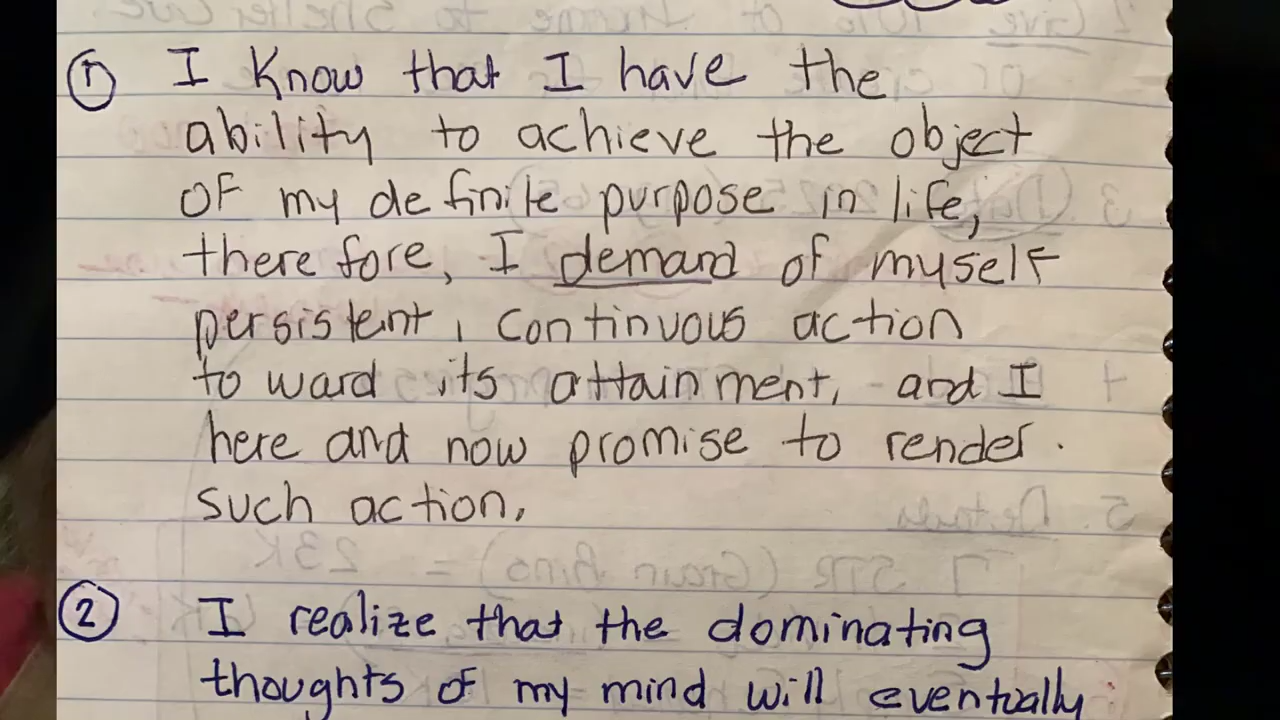 ① I know that I have the
ability to achieve the object
of my definite purpose in life,
there fore, I demand of myself
persistent, continuous action
to ward its attainment, and I
here and now promise to render.
such action.
② I realize that the dominating
thoughts of my mind will eventually